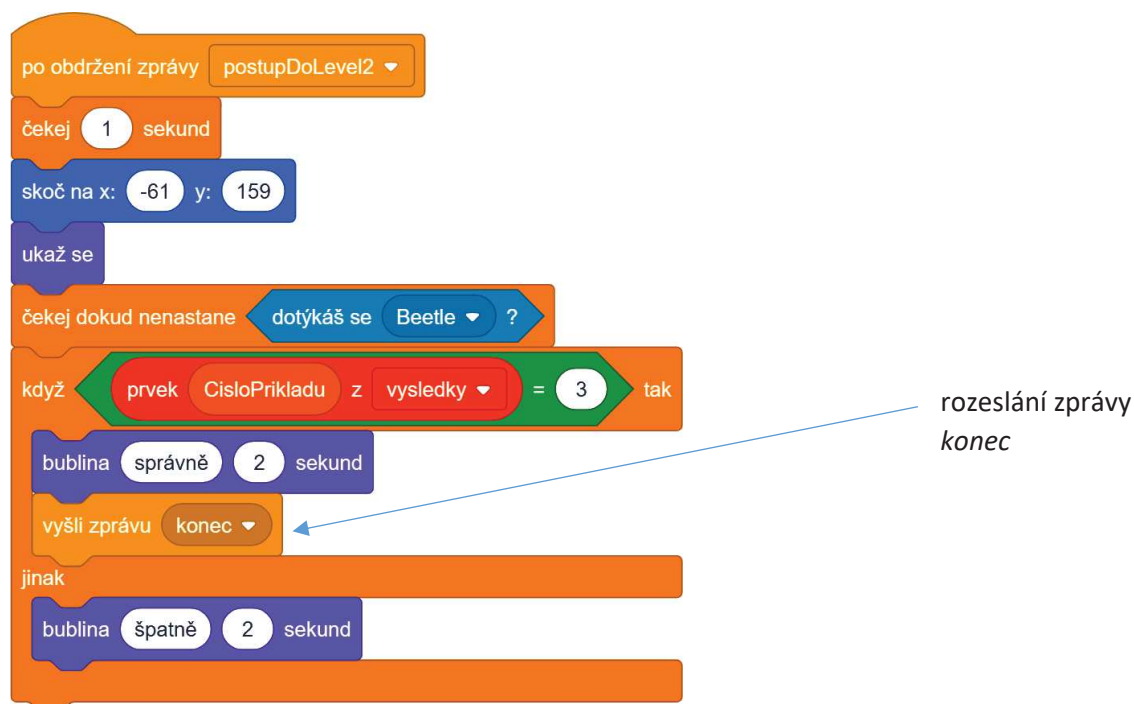 po obdržení zprávy postupDoLevel2
čekej 1 sekund
skoč na x: -61 y: 159
ukaž se
čekej dokud nenastane dotýkáš se Beetle ?
když prvek CisloPrikladu z vysledky = 3 tak
bublina správně 2 sekund
vyšli zprávu konec
jinak
bublina špatně 2 sekund
rozeslání zprávy
konec